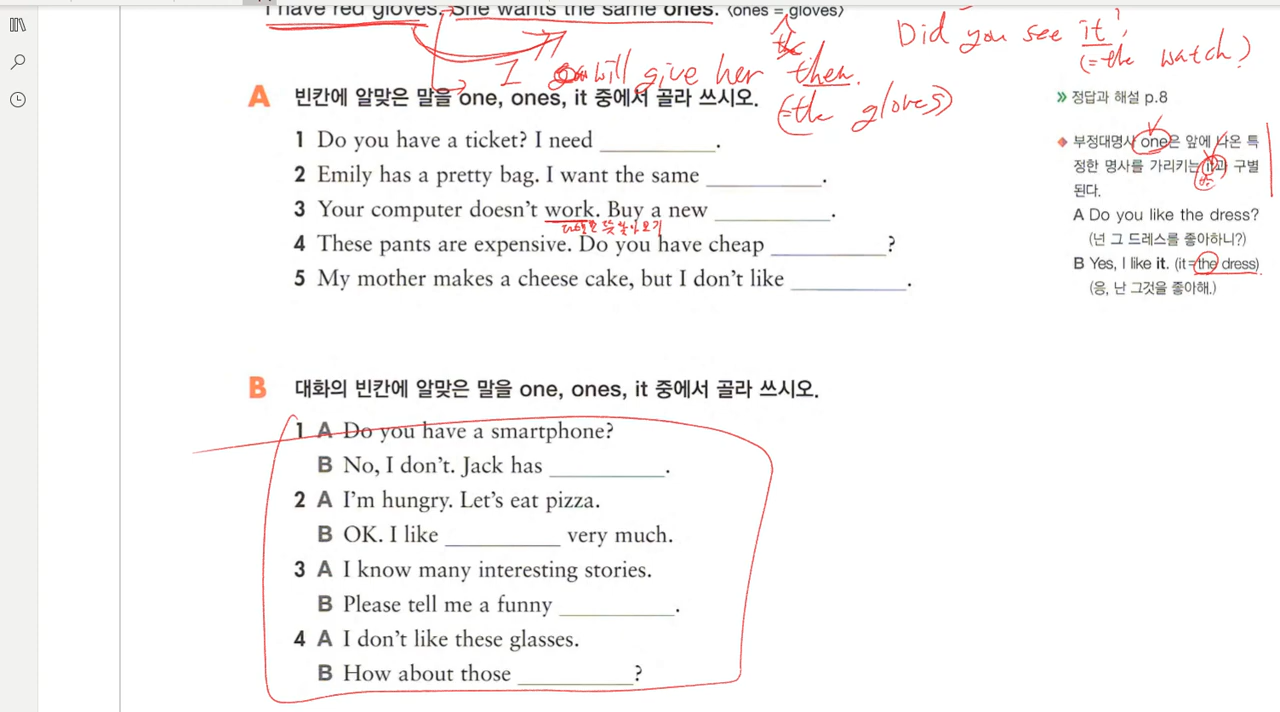 I have red gloves. She wants the same ones. (ones = gloves)
Did you see it?
(=the watch)
I will give her them.
(=the gloves)
A 빈칸에 알맞은 말을 one, ones, it 중에서 골라 쓰시오.
1 Do you have a ticket? I need ______.
2 Emily has a pretty bag. I want the same ______.
3 Your computer doesn't work. Buy a new ______.
4 These pants are expensive. Do you have cheap ______?
5 My mother makes a cheese cake, but I don't like ______.
» 정답과 해설 p.8
부정대명사 one은 앞에 나온 특
정한 명사를 가리키는 it과 구별
된다.
A Do you like the dress?
(넌 그 드레스를 좋아하니?)
B Yes, I like it. (it=the dress)
(응, 난 그것을 좋아해.)
B 대화의 빈칸에 알맞은 말을 one, ones, it 중에서 골라 쓰시오.
1 A Do you have a smartphone?
B No, I don't. Jack has ______.
2 A I'm hungry. Let's eat pizza.
B OK. I like ______ very much.
3 A I know many interesting stories.
B Please tell me a funny ______.
4 A I don't like these glasses.
B How about those ______?